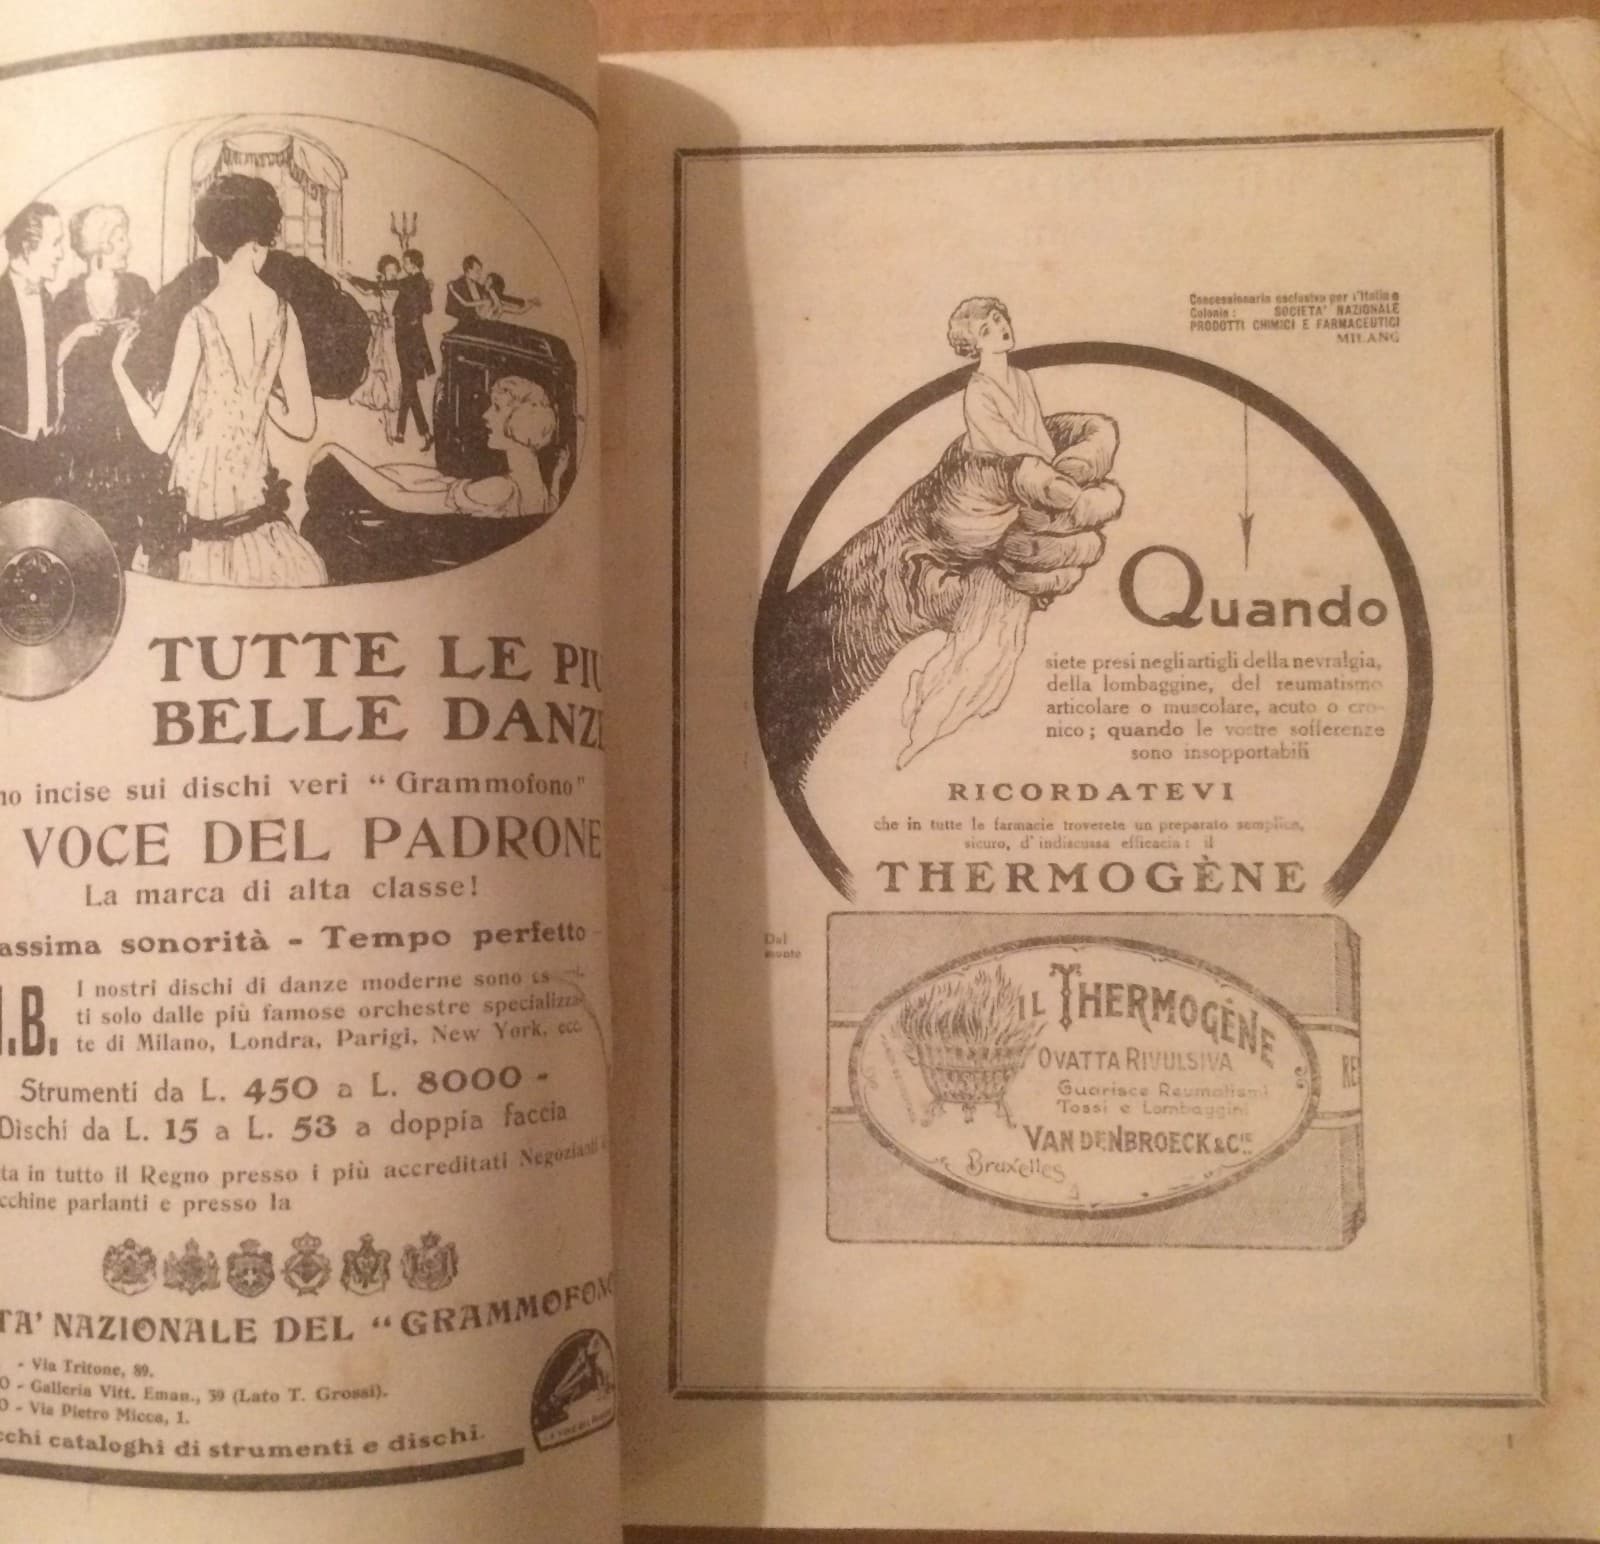 TUTTE LE PIU
BELLE DANZE
no incise sui dischi veri “ Grammofono”
VOCE DEL PADRONE
La marca di alta classe!
assima sonorità - Tempo perfetto -
.B. I nostri dischi di danze moderne sono
ti solo dalle più famose orchestre specializza-
te di Milano, Londra, Parigi, New York, ecc.
Strumenti da L. 450 a L. 8000 -
Dischi da L. 15 a L. 53 a doppia faccia
ta in tutto il Regno presso i più accreditati Negozianti
cchine parlanti e presso la
TA' NAZIONALE DEL “GRAMMOFONO
- Via Tritone, 89.
O - Galleria Vitt. Eman., 39 (Lato T. Grossi).
O - Via Pietro Micca, 1.
cchi cataloghi di strumenti e dischi.
Concessionaria esclusiva per l'Italia e
Colonie: SOCIETA' NAZIONALE
PRODOTTI CHIMICI E FARMACEUTICI
MILANO
Quando
siete presi negli artigli della nevralgia,
della lombaggine, del reumatismo
articolare o muscolare, acuto o cro-
nico; quando le vostre sofferenze
sono insopportabili
RICORDATEVI
che in tutte le farmacie troverete un preparato semplice,
sicuro, d'indiscussa efficacia: il
THERMOGÈNE
IL THERMOGÈNE
OVATTA RIVULSIVA
Guarisce Reumatismi
Tossi e Lombaggini
VANDENBROECK & CIE
Bruxelles
RE
1